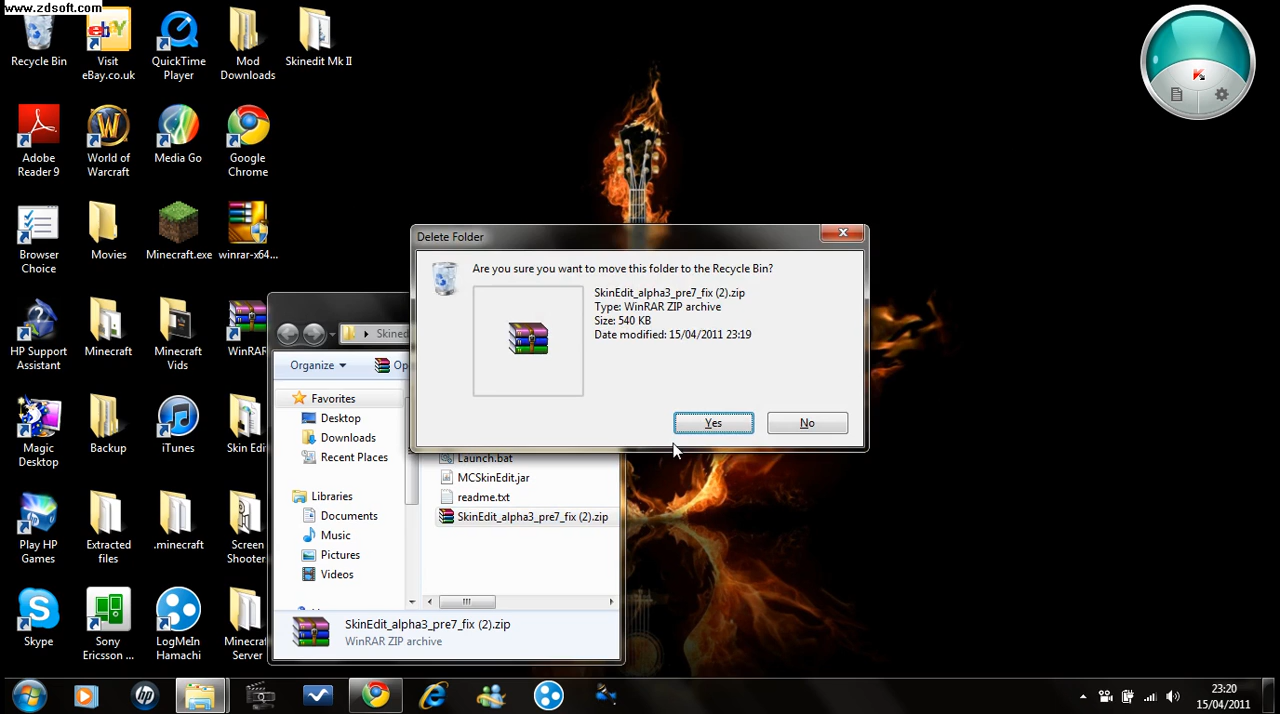 www.zdsoft.com
Recycle Bin
Visit
eBay.co.uk
QuickTime
Player
Mod
Downloads
Skinedit Mk II
Adobe
Reader 9
World of
Warcraft
Media Go
Google
Chrome
Browser
Choice
Movies
Minecraft.exe
winrar-x64...
HP Support
Assistant
Minecraft
Minecraft
Vids
WinRAR
Magic
Desktop
Backup
iTunes
Skin Edit
Play HP
Games
Extracted
files
.minecraft
Screen
Shooter
Skype
Sony
Ericsson ...
LogMeIn
Hamachi
Minecraft
Server
Delete Folder
Are you sure you want to move this folder to the Recycle Bin?
SkinEdit_alpha3_pre7_fix (2).zip
Type: WinRAR ZIP archive
Size: 540 KB
Date modified: 15/04/2011 23:19
Yes
No
Skined
Organize
Op
Favorites
Desktop
Downloads
Recent Places
Libraries
Documents
Music
Pictures
Videos
Launch.bat
MCSkinEdit.jar
readme.txt
SkinEdit_alpha3_pre7_fix (2).zip
SkinEdit_alpha3_pre7_fix (2).zip
WinRAR ZIP archive
23:20
15/04/2011